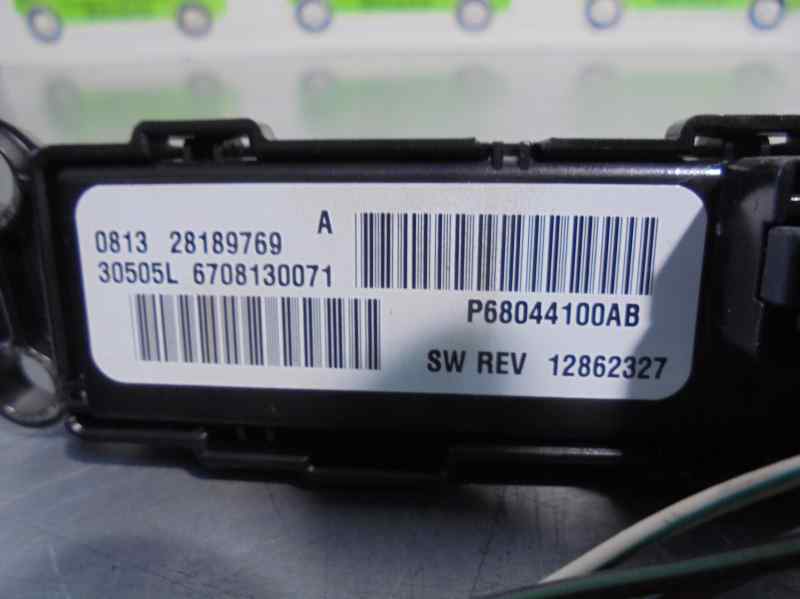 A
0813 28189769
30505L 6708130071
P68044100AB
SW REV 12862327